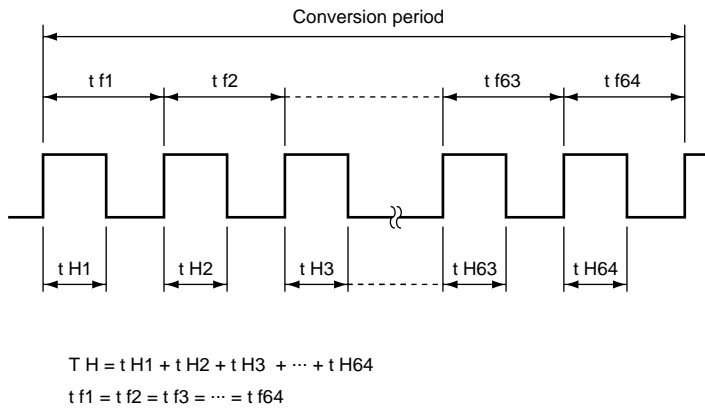 Conversion period
t f1 t f2 t f63 t f64
t H1 t H2 t H3 t H63 t H64
T H = t H1 + t H2 + t H3 + ··· + t H64
t f1 = t f2 = t f3 = ··· = t f64